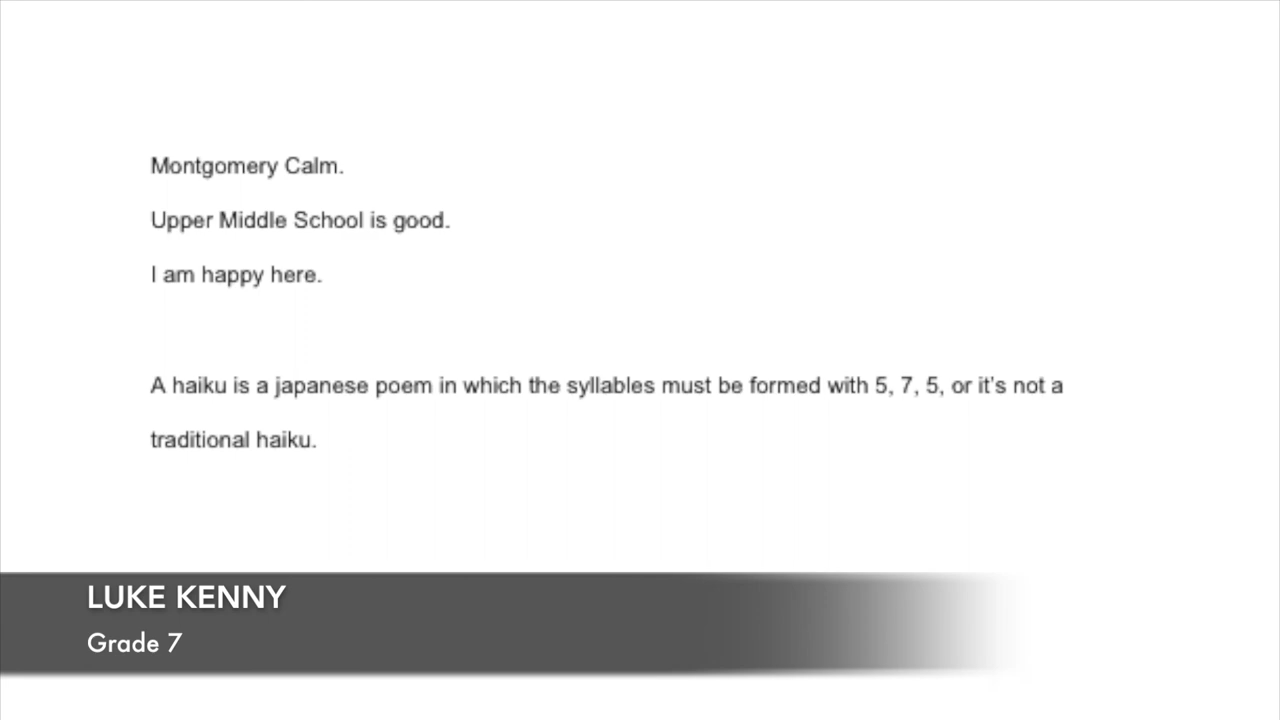 Montgomery Calm.
Upper Middle School is good.
I am happy here.
A haiku is a japanese poem in which the syllables must be formed with 5, 7, 5, or it's not a
traditional haiku.
LUKE KENNY
Grade 7